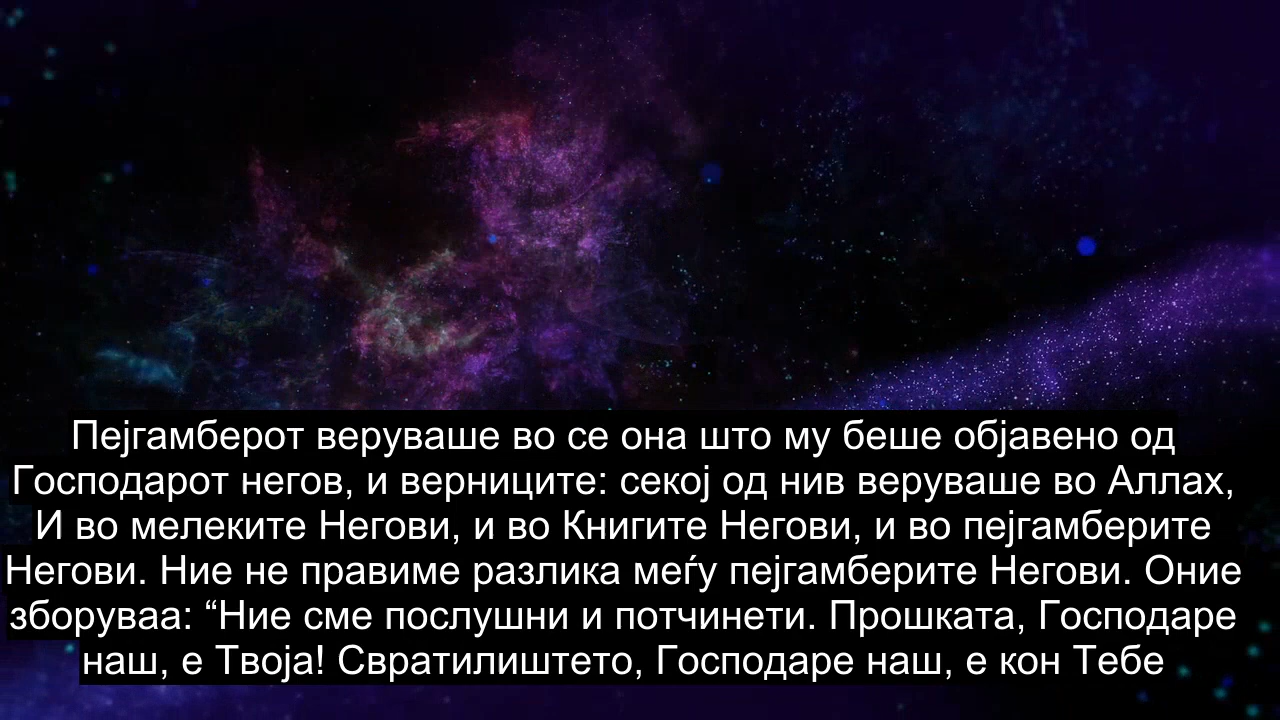 Пејгамберот веруваше во се она што му беше објавено од
Господарот негов, и верниците: секој од нив веруваше во Аллах,
И во мелеките Негови, и во Книгите Негови, и во пејгамберите
Негови. Ние не правиме разлика меѓу пејгамберите Негови. Оние
зборуваа: “Ние сме послушни и потчинети. Прошката, Господаре
наш, е Твоја! Свратилиштето, Господаре наш, е кон Тебе